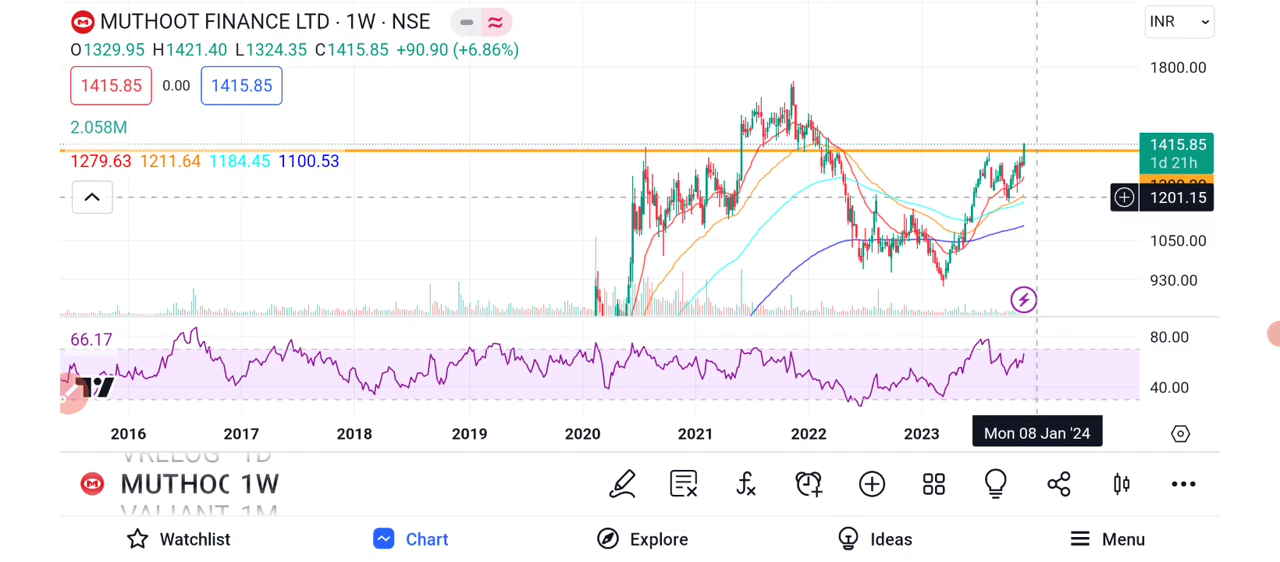 MUTHOOT FINANCE LTD · 1W · NSE
INR
O1329.95 H1421.40 L1324.35 C1415.85 +90.90 (+6.86%)
1800.00
1415.85 0.00 1415.85
2.058M
1415.85
1d 21h
1279.63 1211.64 1184.45 1100.53
1201.15
1050.00
930.00
66.17
80.00
40.00
2016 2017 2018 2019 2020 2021 2022 2023 Mon 08 Jan '24
MUTHOO 1W
Watchlist Chart Explore Ideas Menu